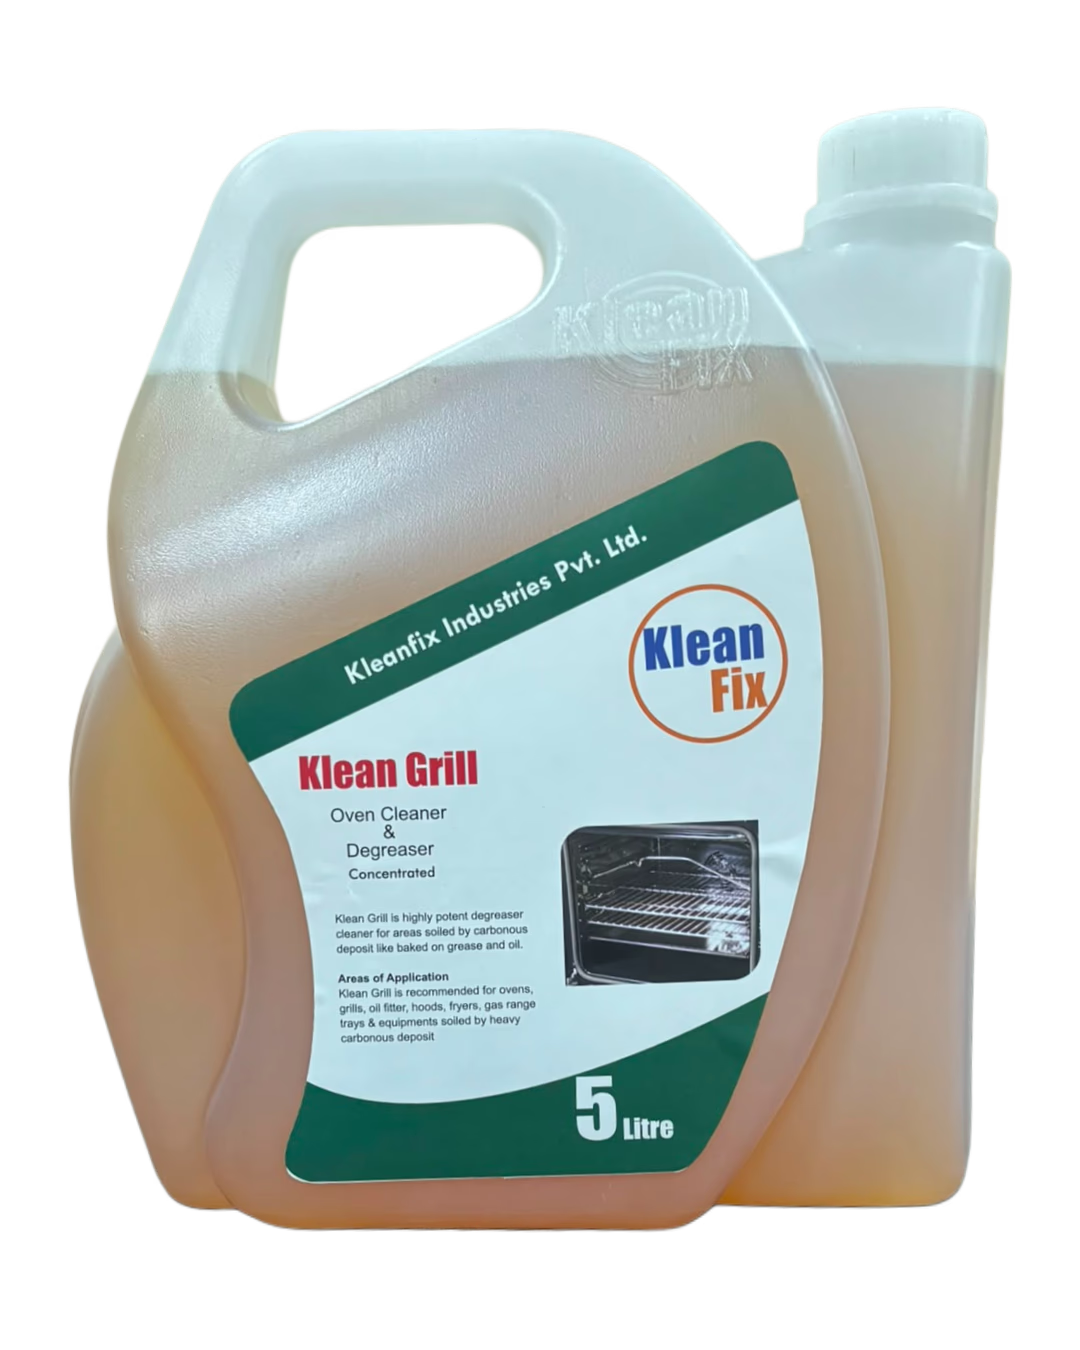 Klean
FIX
Kleanfix Industries Pvt. Ltd.
Klean
Fix
Klean Grill
Oven Cleaner
&
Degreaser
Concentrated
Klean Grill is highly potent degreaser
cleaner for areas soiled by carbonous
deposit like baked on grease and oil.
Areas of Application
Klean Grill is recommended for ovens,
grills, oil fitter, hoods, fryers, gas range
trays & equipments soiled by heavy
carbonous deposit
5 Litre